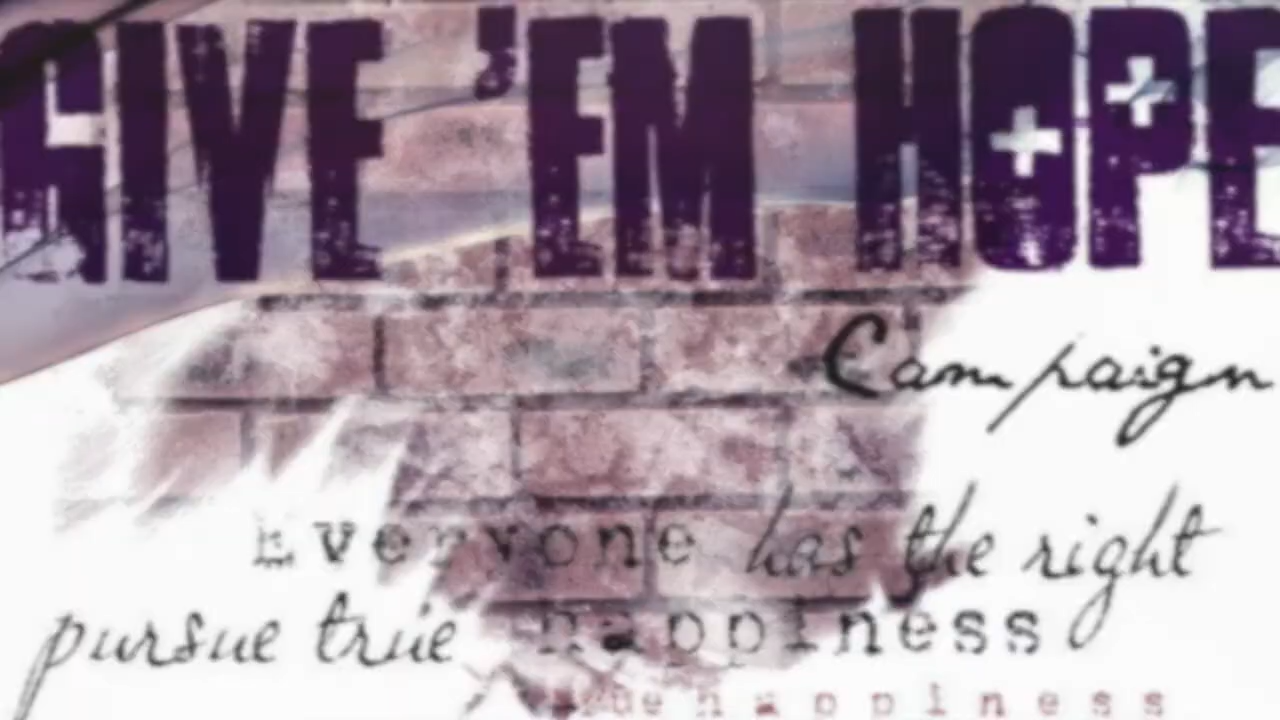 GIVE 'EM HOPE
Campaign
Everyone has the right
pursue true happiness
happiness